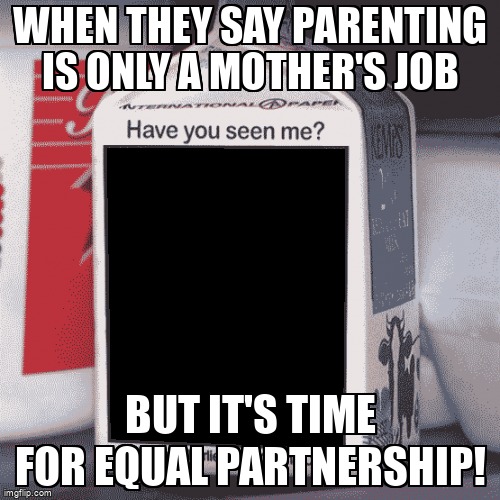 WHEN THEY SAY PARENTING
IS ONLY A MOTHER'S JOB
INTERNATIONAL PAPER
Have you seen me?
KEMPS
BUT IT'S TIME
FOR EQUAL PARTNERSHIP!
imgflip.com